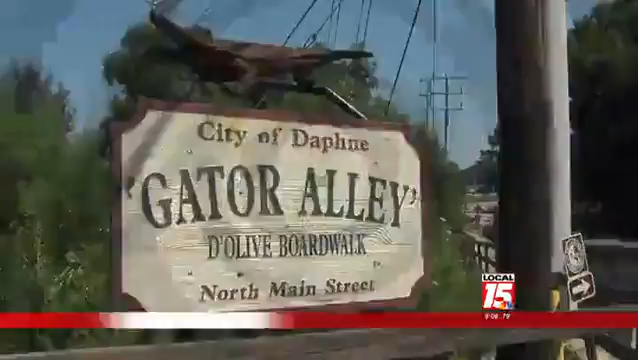 City of Daphne
'GATOR ALLEY'
D'OLIVE BOARDWALK
North Main Street
LOCAL
15